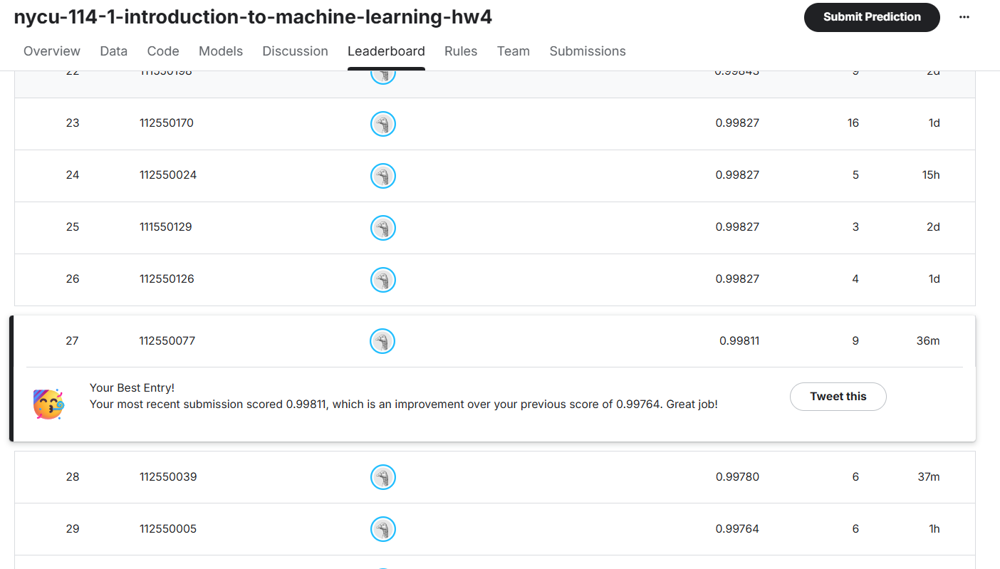 nycu-114-1-introduction-to-machine-learning-hw4
Submit Prediction
Overview Data Code Models Discussion Leaderboard Rules Team Submissions
22 111550198 0.99843 9 2d
23 112550170 0.99827 16 1d
24 112550024 0.99827 5 15h
25 111550129 0.99827 3 2d
26 112550126 0.99827 4 1d
27 112550077 0.99811 9 36m
Your Best Entry!
Your most recent submission scored 0.99811, which is an improvement over your previous score of 0.99764. Great job!
Tweet this
28 112550039 0.99780 6 37m
29 112550005 0.99764 6 1h